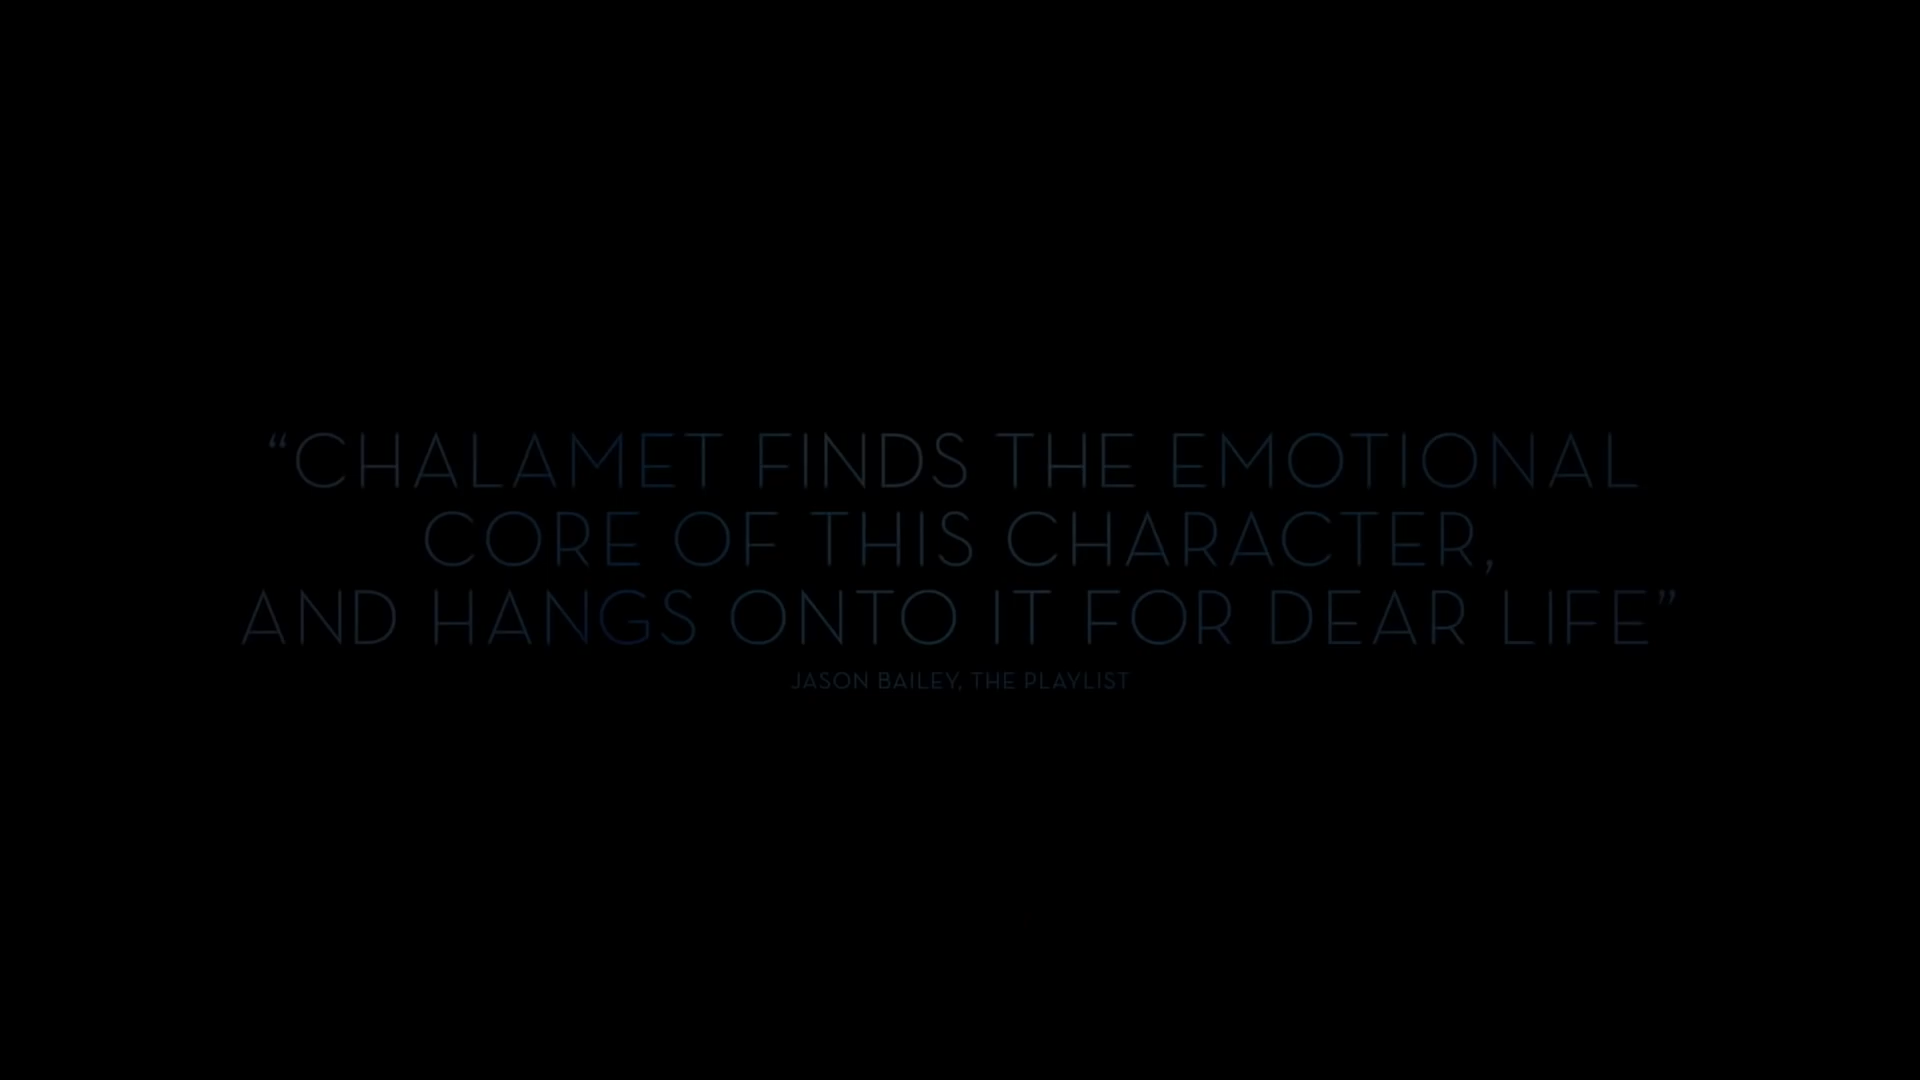 “CHALAMET FINDS THE EMOTIONAL
CORE OF THIS CHARACTER,
AND HANGS ONTO IT FOR DEAR LIFE”
JASON BAILEY, THE PLAYLIST